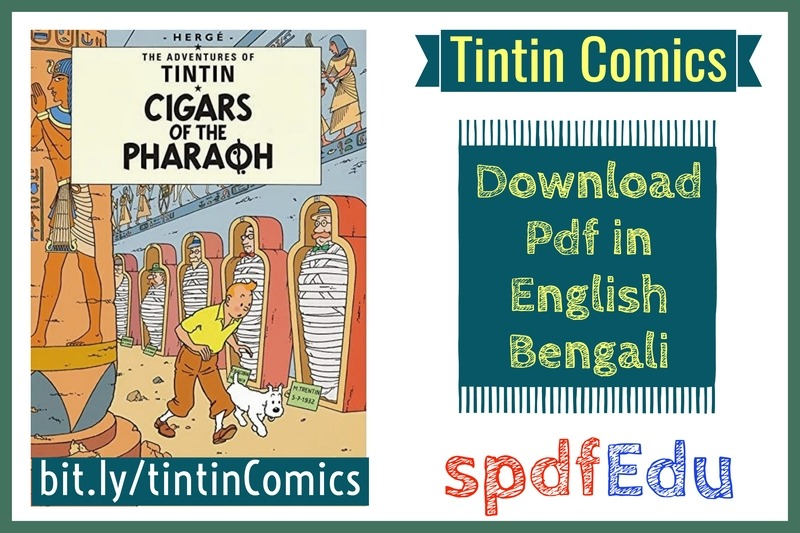 - HERGÉ -
THE ADVENTURES OF
TINTIN
CIGARS
OF THE
PHARAOH
M. TRENTIN
5-7-1932
bit.ly/tintinComics
Tintin Comics
Download
Pdf in
English
Bengali
spdfEdu